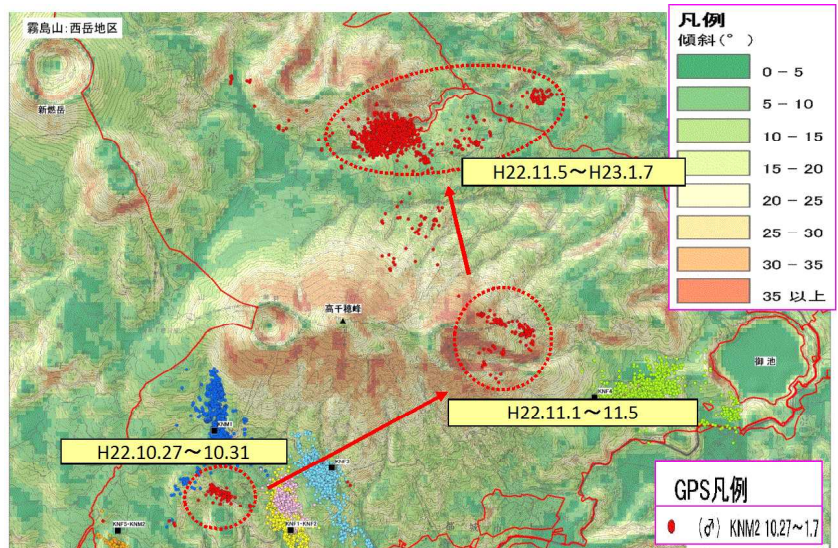 霧島山:西岳地区
新燃岳
凡例
傾斜(°)
0 - 5
5 - 10
10 - 15
15 - 20
20 - 25
25 - 30
30 - 35
35 以上
H22.11.5～H23.1.7
高千穂峰
御池
KNF4
H22.11.1～11.5
KNM1
H22.10.27～10.31
KNF3
KNF5・KNM2
KNF1・KNF2
GPS凡例
(♂) KNM2 10.27～1.7